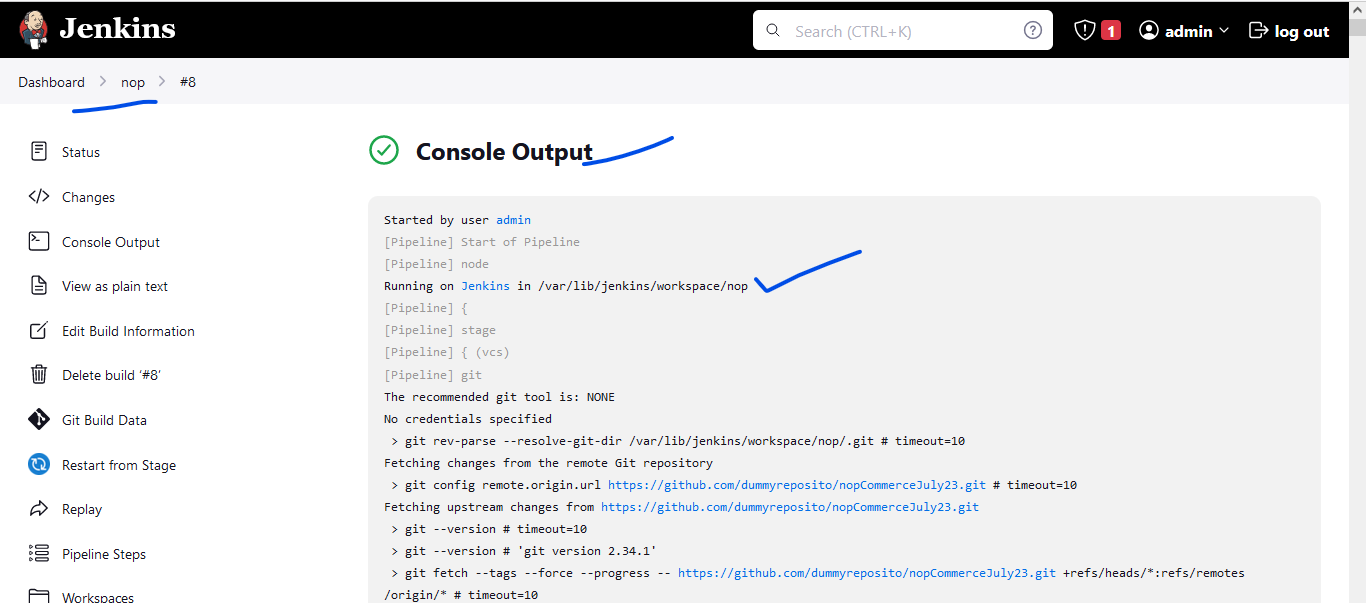 Jenkins
Search (CTRL+K)
1
admin
log out
Dashboard
nop
#8
Status
Changes
Console Output
View as plain text
Edit Build Information
Delete build ‘#8’
Git Build Data
Restart from Stage
Replay
Pipeline Steps
Workspaces
Console Output
Started by user admin
[Pipeline] Start of Pipeline
[Pipeline] node
Running on Jenkins in /var/lib/jenkins/workspace/nop
[Pipeline] {
[Pipeline] stage
[Pipeline] { (vcs)
[Pipeline] git
The recommended git tool is: NONE
No credentials specified
> git rev-parse --resolve-git-dir /var/lib/jenkins/workspace/nop/.git # timeout=10
Fetching changes from the remote Git repository
> git config remote.origin.url https://github.com/dummyreposito/nopCommerceJuly23.git # timeout=10
Fetching upstream changes from https://github.com/dummyreposito/nopCommerceJuly23.git
> git --version # timeout=10
> git --version # 'git version 2.34.1'
> git fetch --tags --force --progress -- https://github.com/dummyreposito/nopCommerceJuly23.git +refs/heads/*:refs/remotes
/origin/* # timeout=10